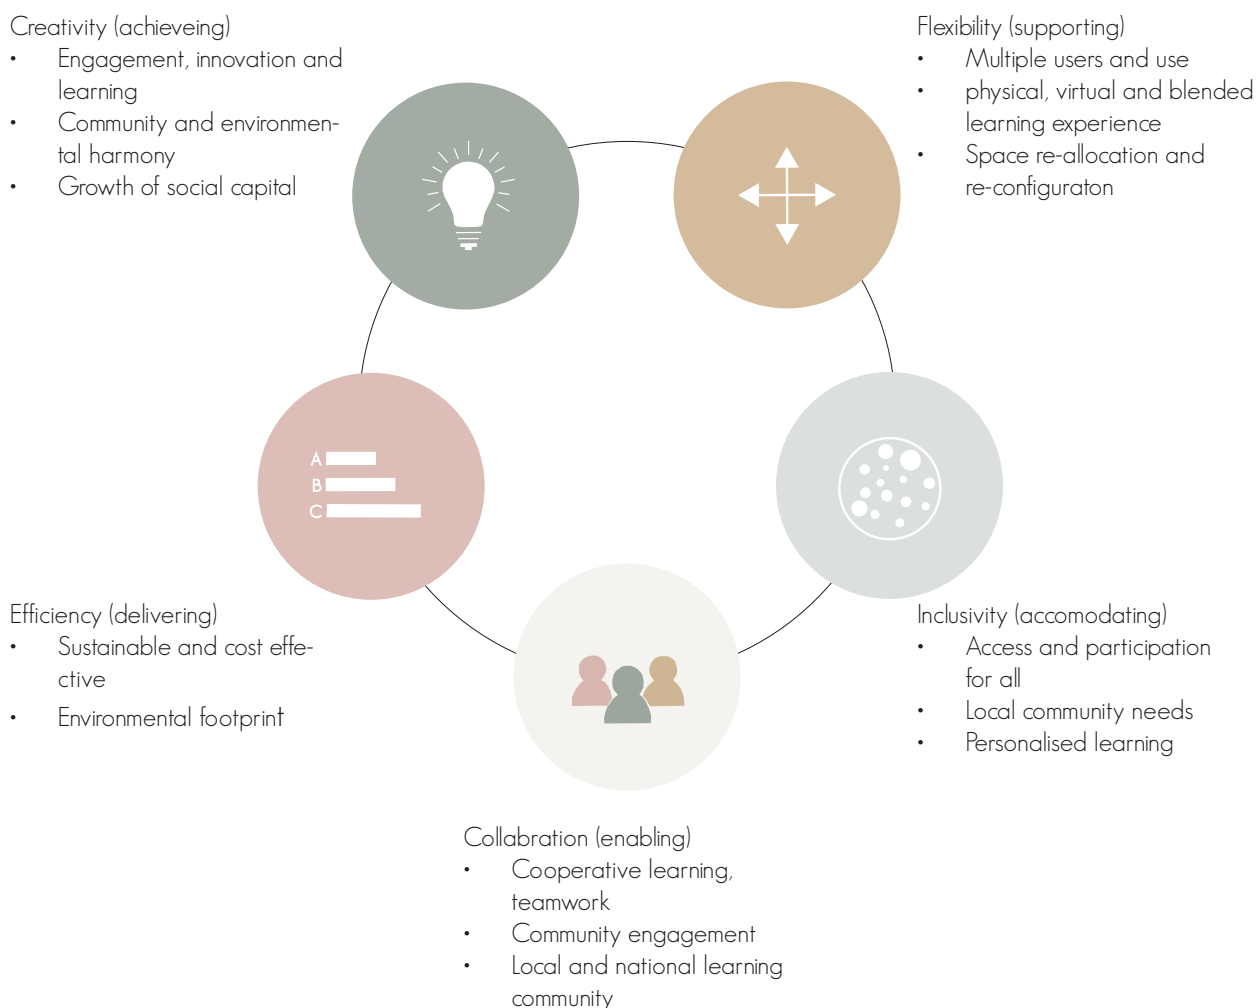 Creativity (achieveing)
• Engagement, innovation and
learning
• Community and environmen-
tal harmony
• Growth of social capital
Flexibility (supporting)
• Multiple users and use
• physical, virtual and blended
learning experience
• Space re-allocation and
re-configuraton
A
B
C
Efficiency (delivering)
• Sustainable and cost effe-
ctive
• Environmental footprint
Inclusivity (accomodating)
• Access and participation
for all
• Local community needs
• Personalised learning
Collabration (enabling)
• Cooperative learning,
teamwork
• Community engagement
• Local and national learning
community